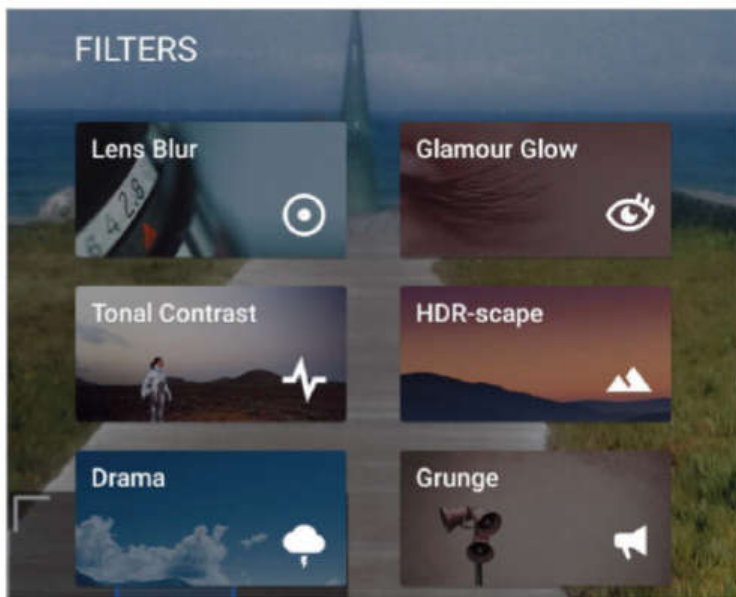 FILTERS
Lens Blur
Glamour Glow
Tonal Contrast
HDR-scape
Drama
Grunge